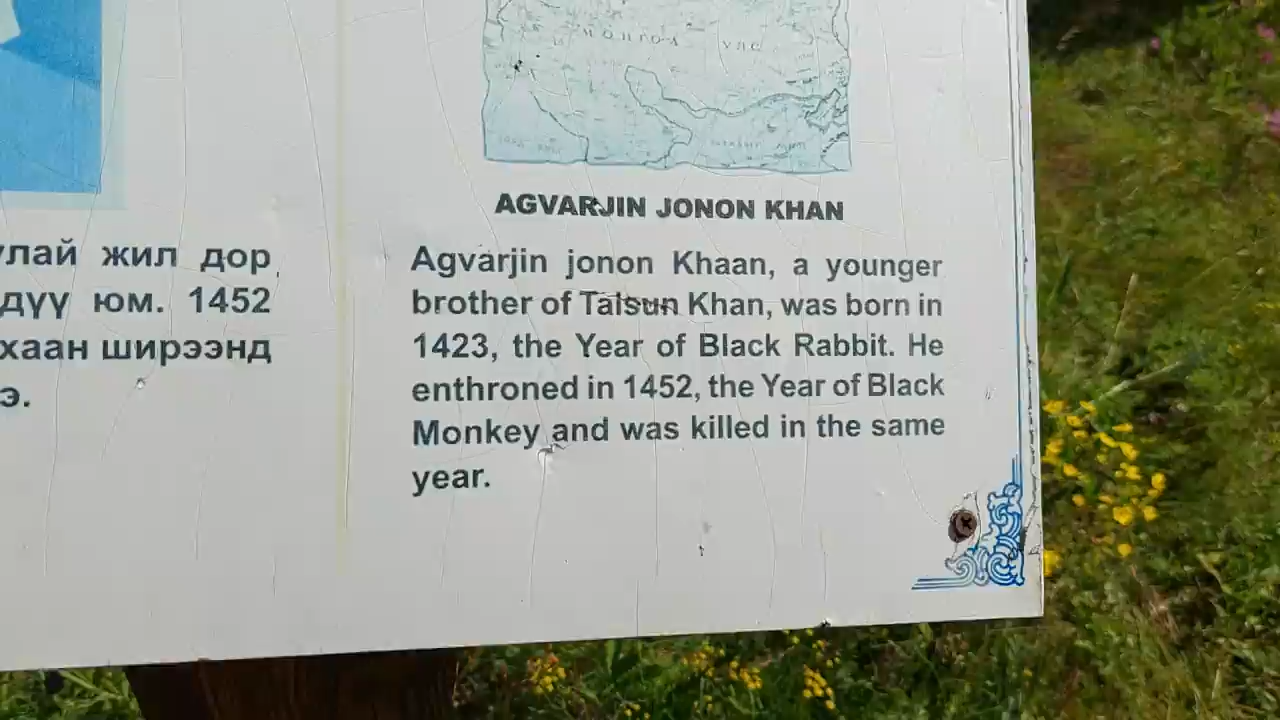 МОНГОЛ УЛС
AGVARJIN JONON KHAN
улай жил дор
дүү юм. 1452
хаан ширээнд
э.
Agvarjin jonon Khaan, a younger
brother of Taisun Khan, was born in
1423, the Year of Black Rabbit. He
enthroned in 1452, the Year of Black
Monkey and was killed in the same
year.